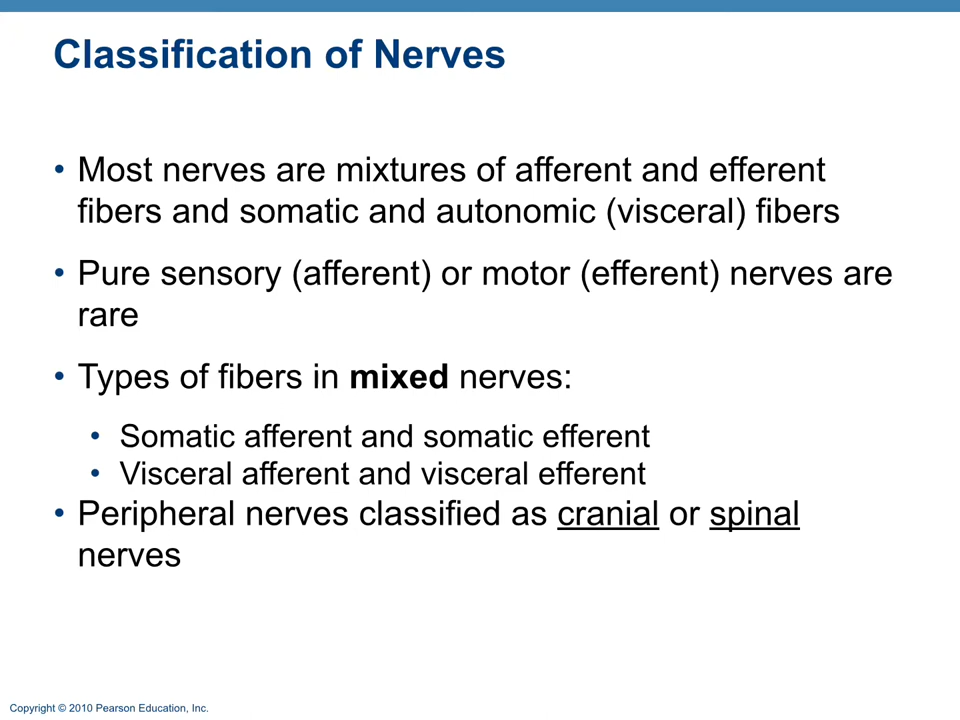 Classification of Nerves
• Most nerves are mixtures of afferent and efferent
fibers and somatic and autonomic (visceral) fibers
• Pure sensory (afferent) or motor (efferent) nerves are
rare
• Types of fibers in mixed nerves:
• Somatic afferent and somatic efferent
• Visceral afferent and visceral efferent
• Peripheral nerves classified as cranial or spinal
nerves
Copyright © 2010 Pearson Education, Inc.